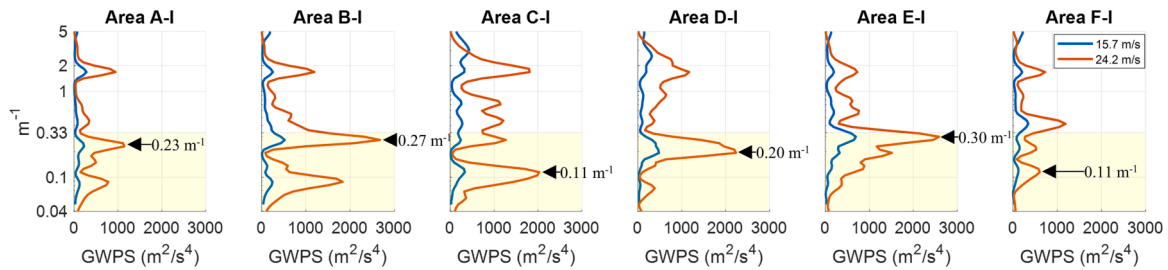 Area A-I
Area B-I
Area C-I
Area D-I
Area E-I
Area F-I
5
2
1
0.33
0.1
0.04
m⁻¹
0.23 m⁻¹
0.27 m⁻¹
0.11 m⁻¹
0.20 m⁻¹
0.30 m⁻¹
0.11 m⁻¹
15.7 m/s
24.2 m/s
0 1000 2000 3000
0 1000 2000 3000
0 1000 2000 3000
0 1000 2000 3000
0 1000 2000 3000
0 1000 2000 3000
GWPS (m²/s⁴)
GWPS (m²/s⁴)
GWPS (m²/s⁴)
GWPS (m²/s⁴)
GWPS (m²/s⁴)
GWPS (m²/s⁴)